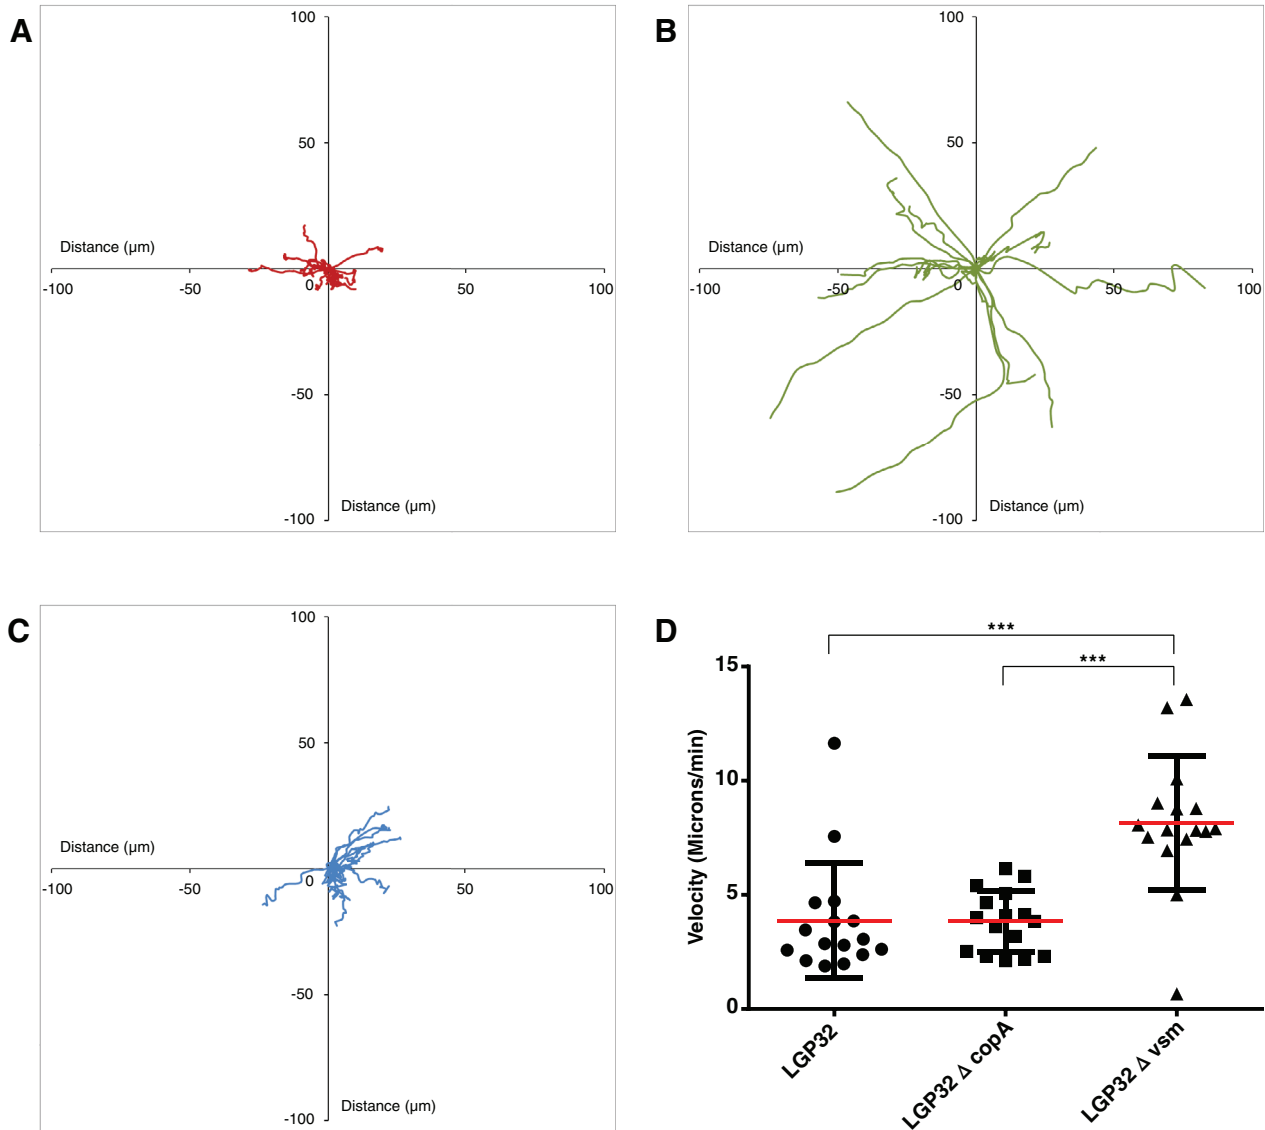 A
100
50
Distance (µm)
-100
-50
0
50
100
-50
Distance (µm)
-100
B
100
50
Distance (µm)
-100
-50
0
50
100
-50
Distance (µm)
-100
C
100
50
Distance (µm)
-100
-50
0
50
100
-50
Distance (µm)
-100
D
***
***
15
10
5
0
Velocity (Microns/min)
LGP32
LGP32 Δ copA
LGP32 Δ vsm